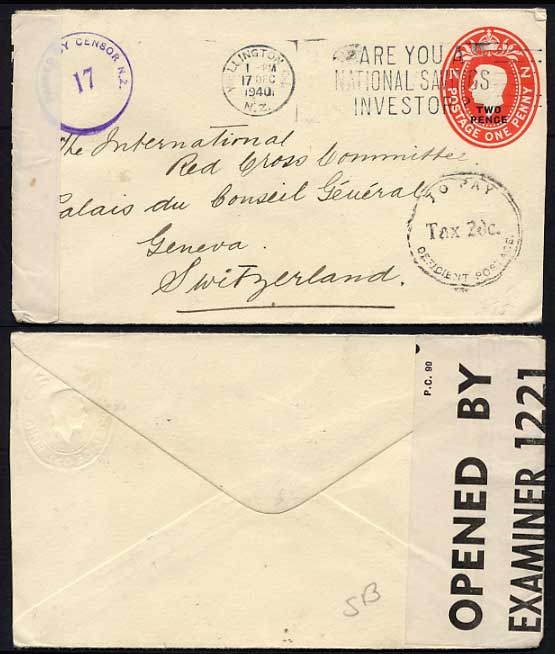 PASSED BY CENSOR N.Z.
17
WELLINGTON
1 - PM
17 DEC
1940
N.Z.
ARE YOU A
NATIONAL SAVINGS
INVESTOR
N Z
TWO
PENCE
POSTAGE ONE PENNY
The International
Red Cross Committee
Palais du Conseil Général
Geneva.
Switzerland.
TO PAY
Tax 20c.
DEFICIENT POSTAGE.
P.C. 90
OPENED BY
EXAMINER 1221
SB